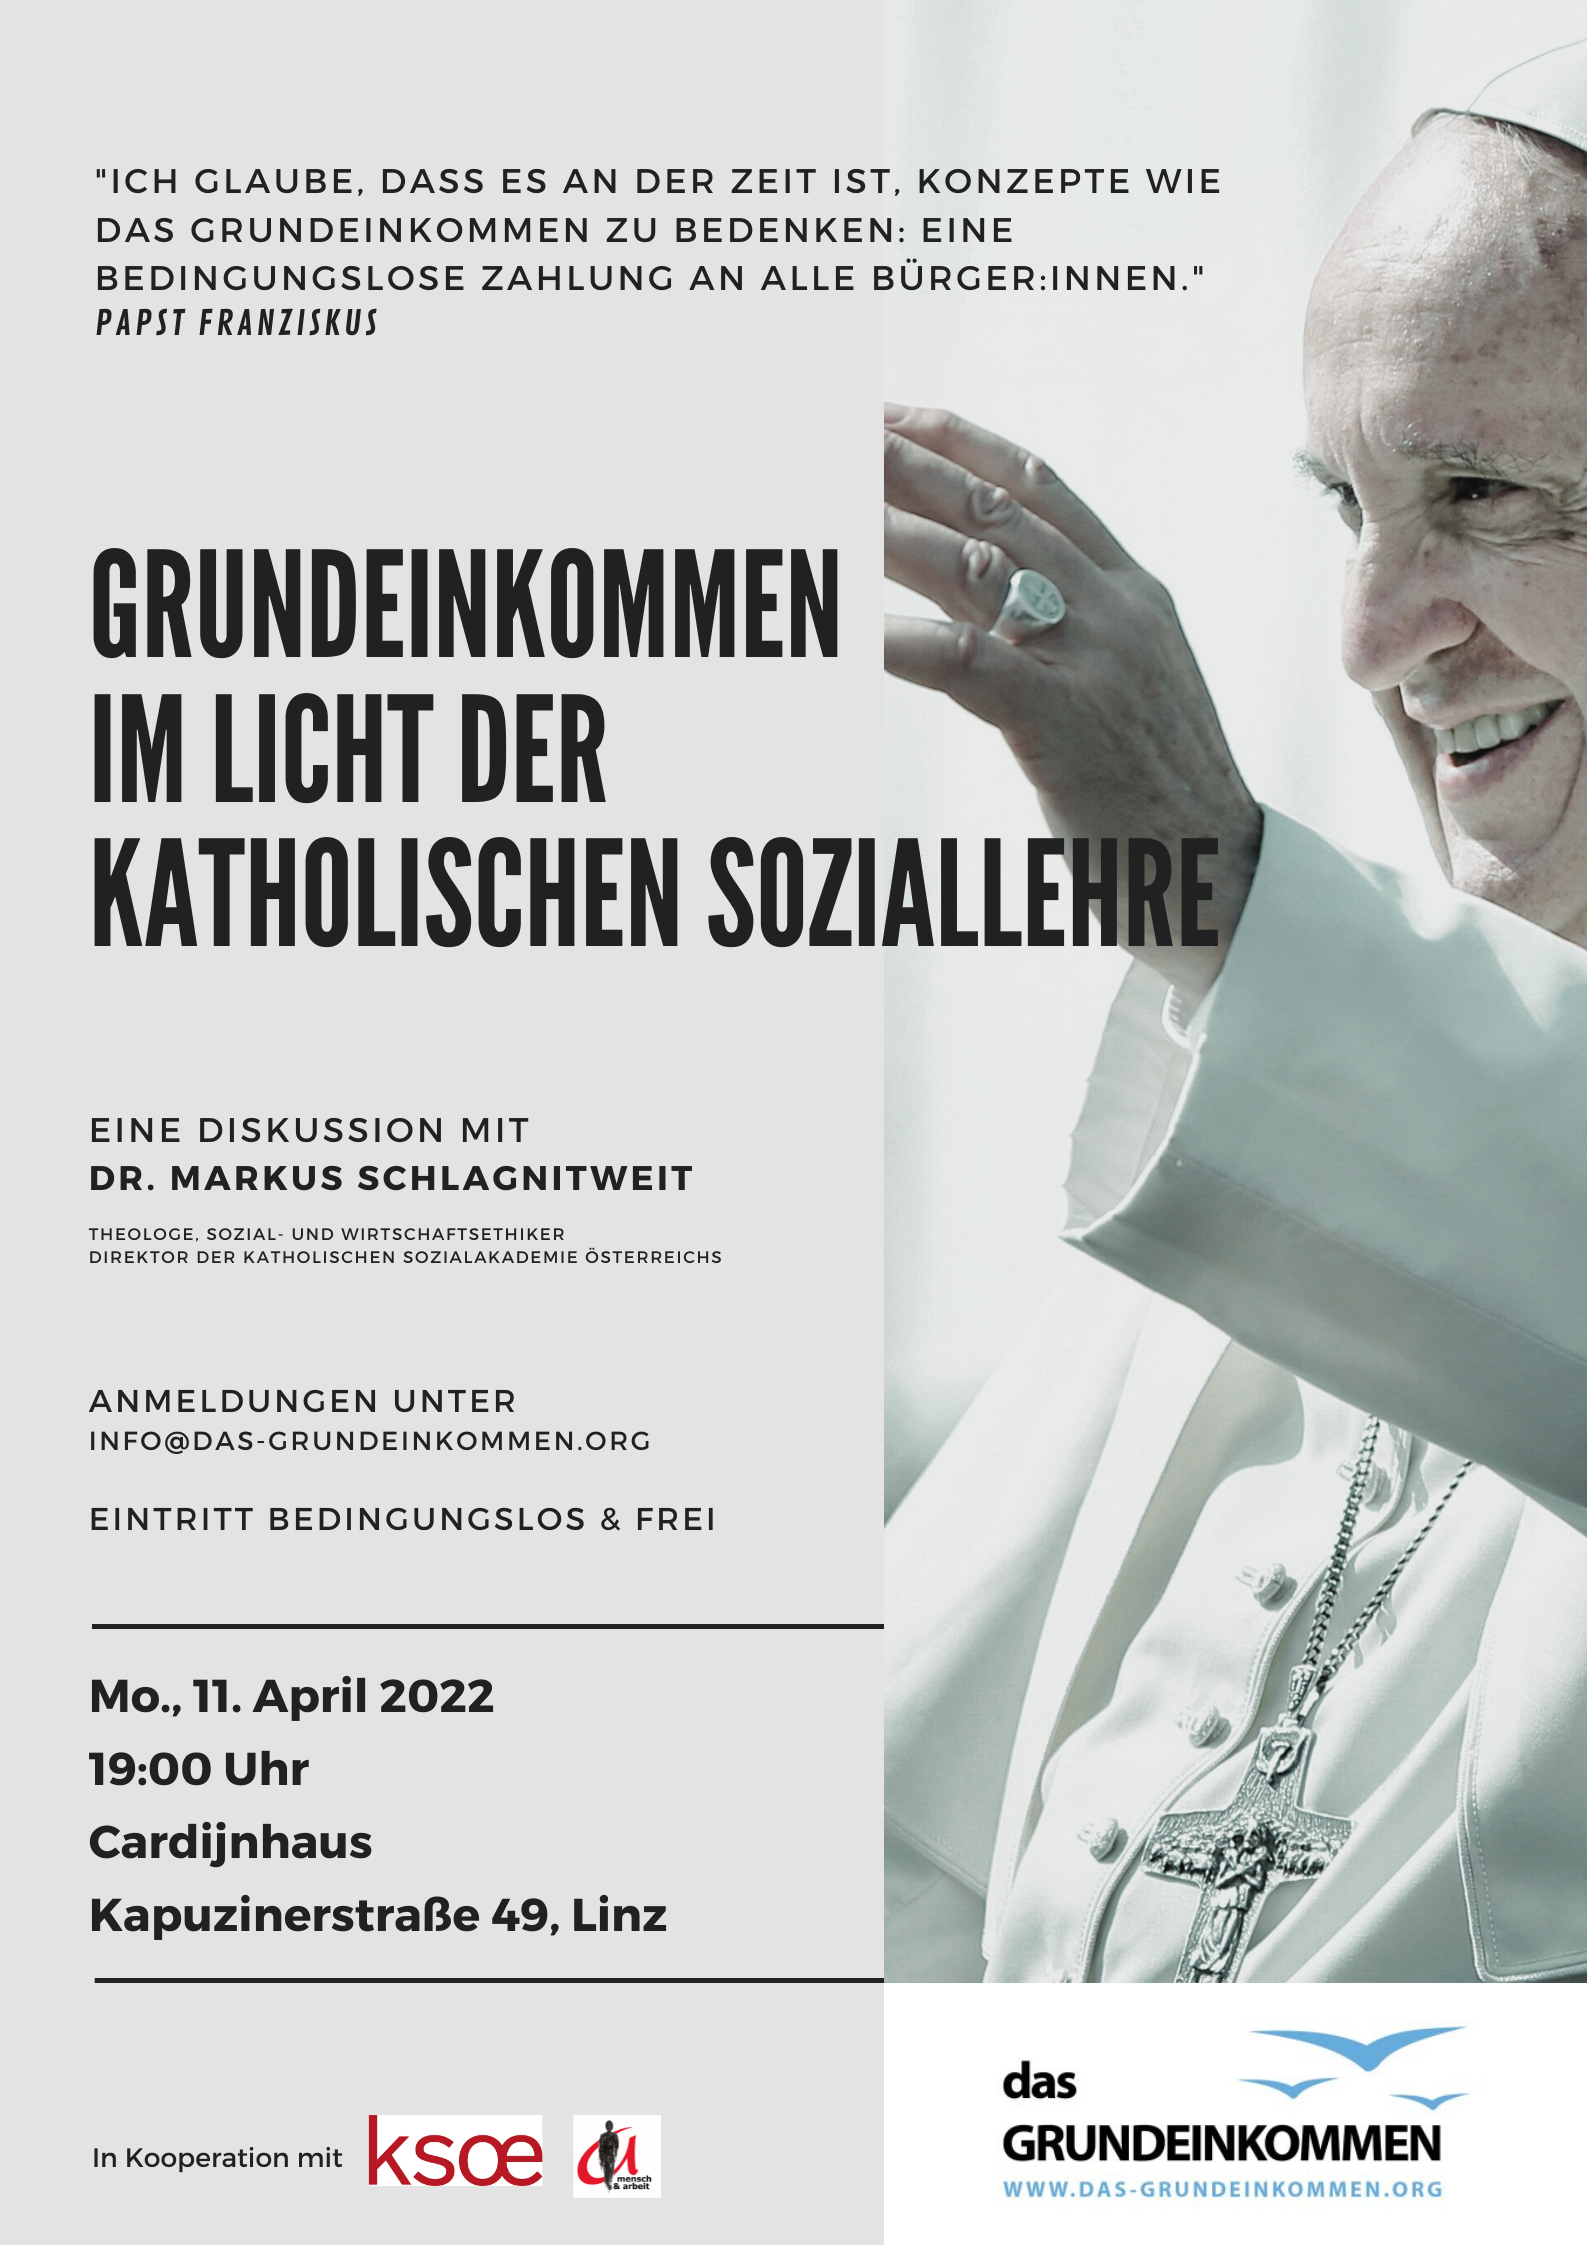 "ICH GLAUBE, DASS ES AN DER ZEIT IST, KONZEPTE WIE
DAS GRUNDEINKOMMEN ZU BEDENKEN: EINE
BEDINGUNGSLOSE ZAHLUNG AN ALLE BÜRGER:INNEN."
PAPST FRANZISKUS
GRUNDEINKOMMEN
IM LICHT DER
KATHOLISCHEN SOZIALLEHRE
EINE DISKUSSION MIT
DR. MARKUS SCHLAGNITWEIT
THEOLOGE, SOZIAL- UND WIRTSCHAFTSETHIKER
DIREKTOR DER KATHOLISCHEN SOZIALAKADEMIE ÖSTERREICHS
ANMELDUNGEN UNTER
INFO@DAS-GRUNDEINKOMMEN.ORG
EINTRITT BEDINGUNGSLOS & FREI
Mo., 11. April 2022
19:00 Uhr
Cardijnhaus
Kapuzinerstraße 49, Linz
In Kooperation mit
ksœ
mensch
& arbeit
das
GRUNDEINKOMMEN
WWW.DAS-GRUNDEINKOMMEN.ORG